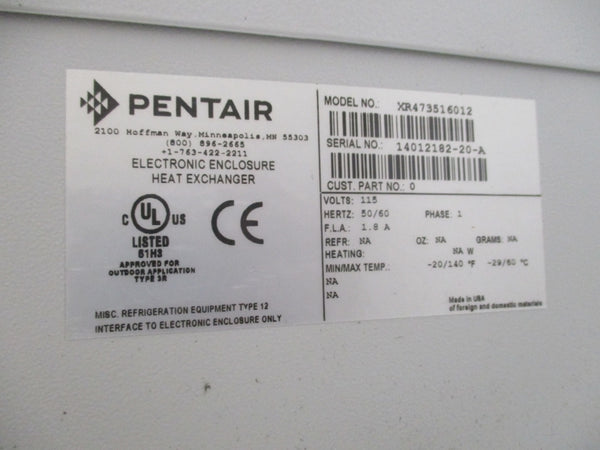 PENTAIR
2100 Hoffman Way.Minneapolis,MN 55303
(800) 896-2665
+1-763-422-2211
ELECTRONIC ENCLOSURE
HEAT EXCHANGER
C UL US
LISTED
61H3
APPROVED FOR
OUTDOOR APPLICATION
TYPE 3R
CE
MISC. REFRIGERATION EQUIPMENT TYPE 12
INTERFACE TO ELECTRONIC ENCLOSURE ONLY
MODEL NO.: XR473516012
SERIAL NO.: 14012182-20-A
CUST. PART NO.: 0
VOLTS: 115
HERTZ: 50/60 PHASE: 1
F.L.A.: 1.8 A
REFR: NA OZ: NA GRAMS: NA
HEATING: NA W
MIN/MAX TEMP.: -20/140 °F -29/60 °C
NA
NA
Made in USA
of foreign and domestic materials